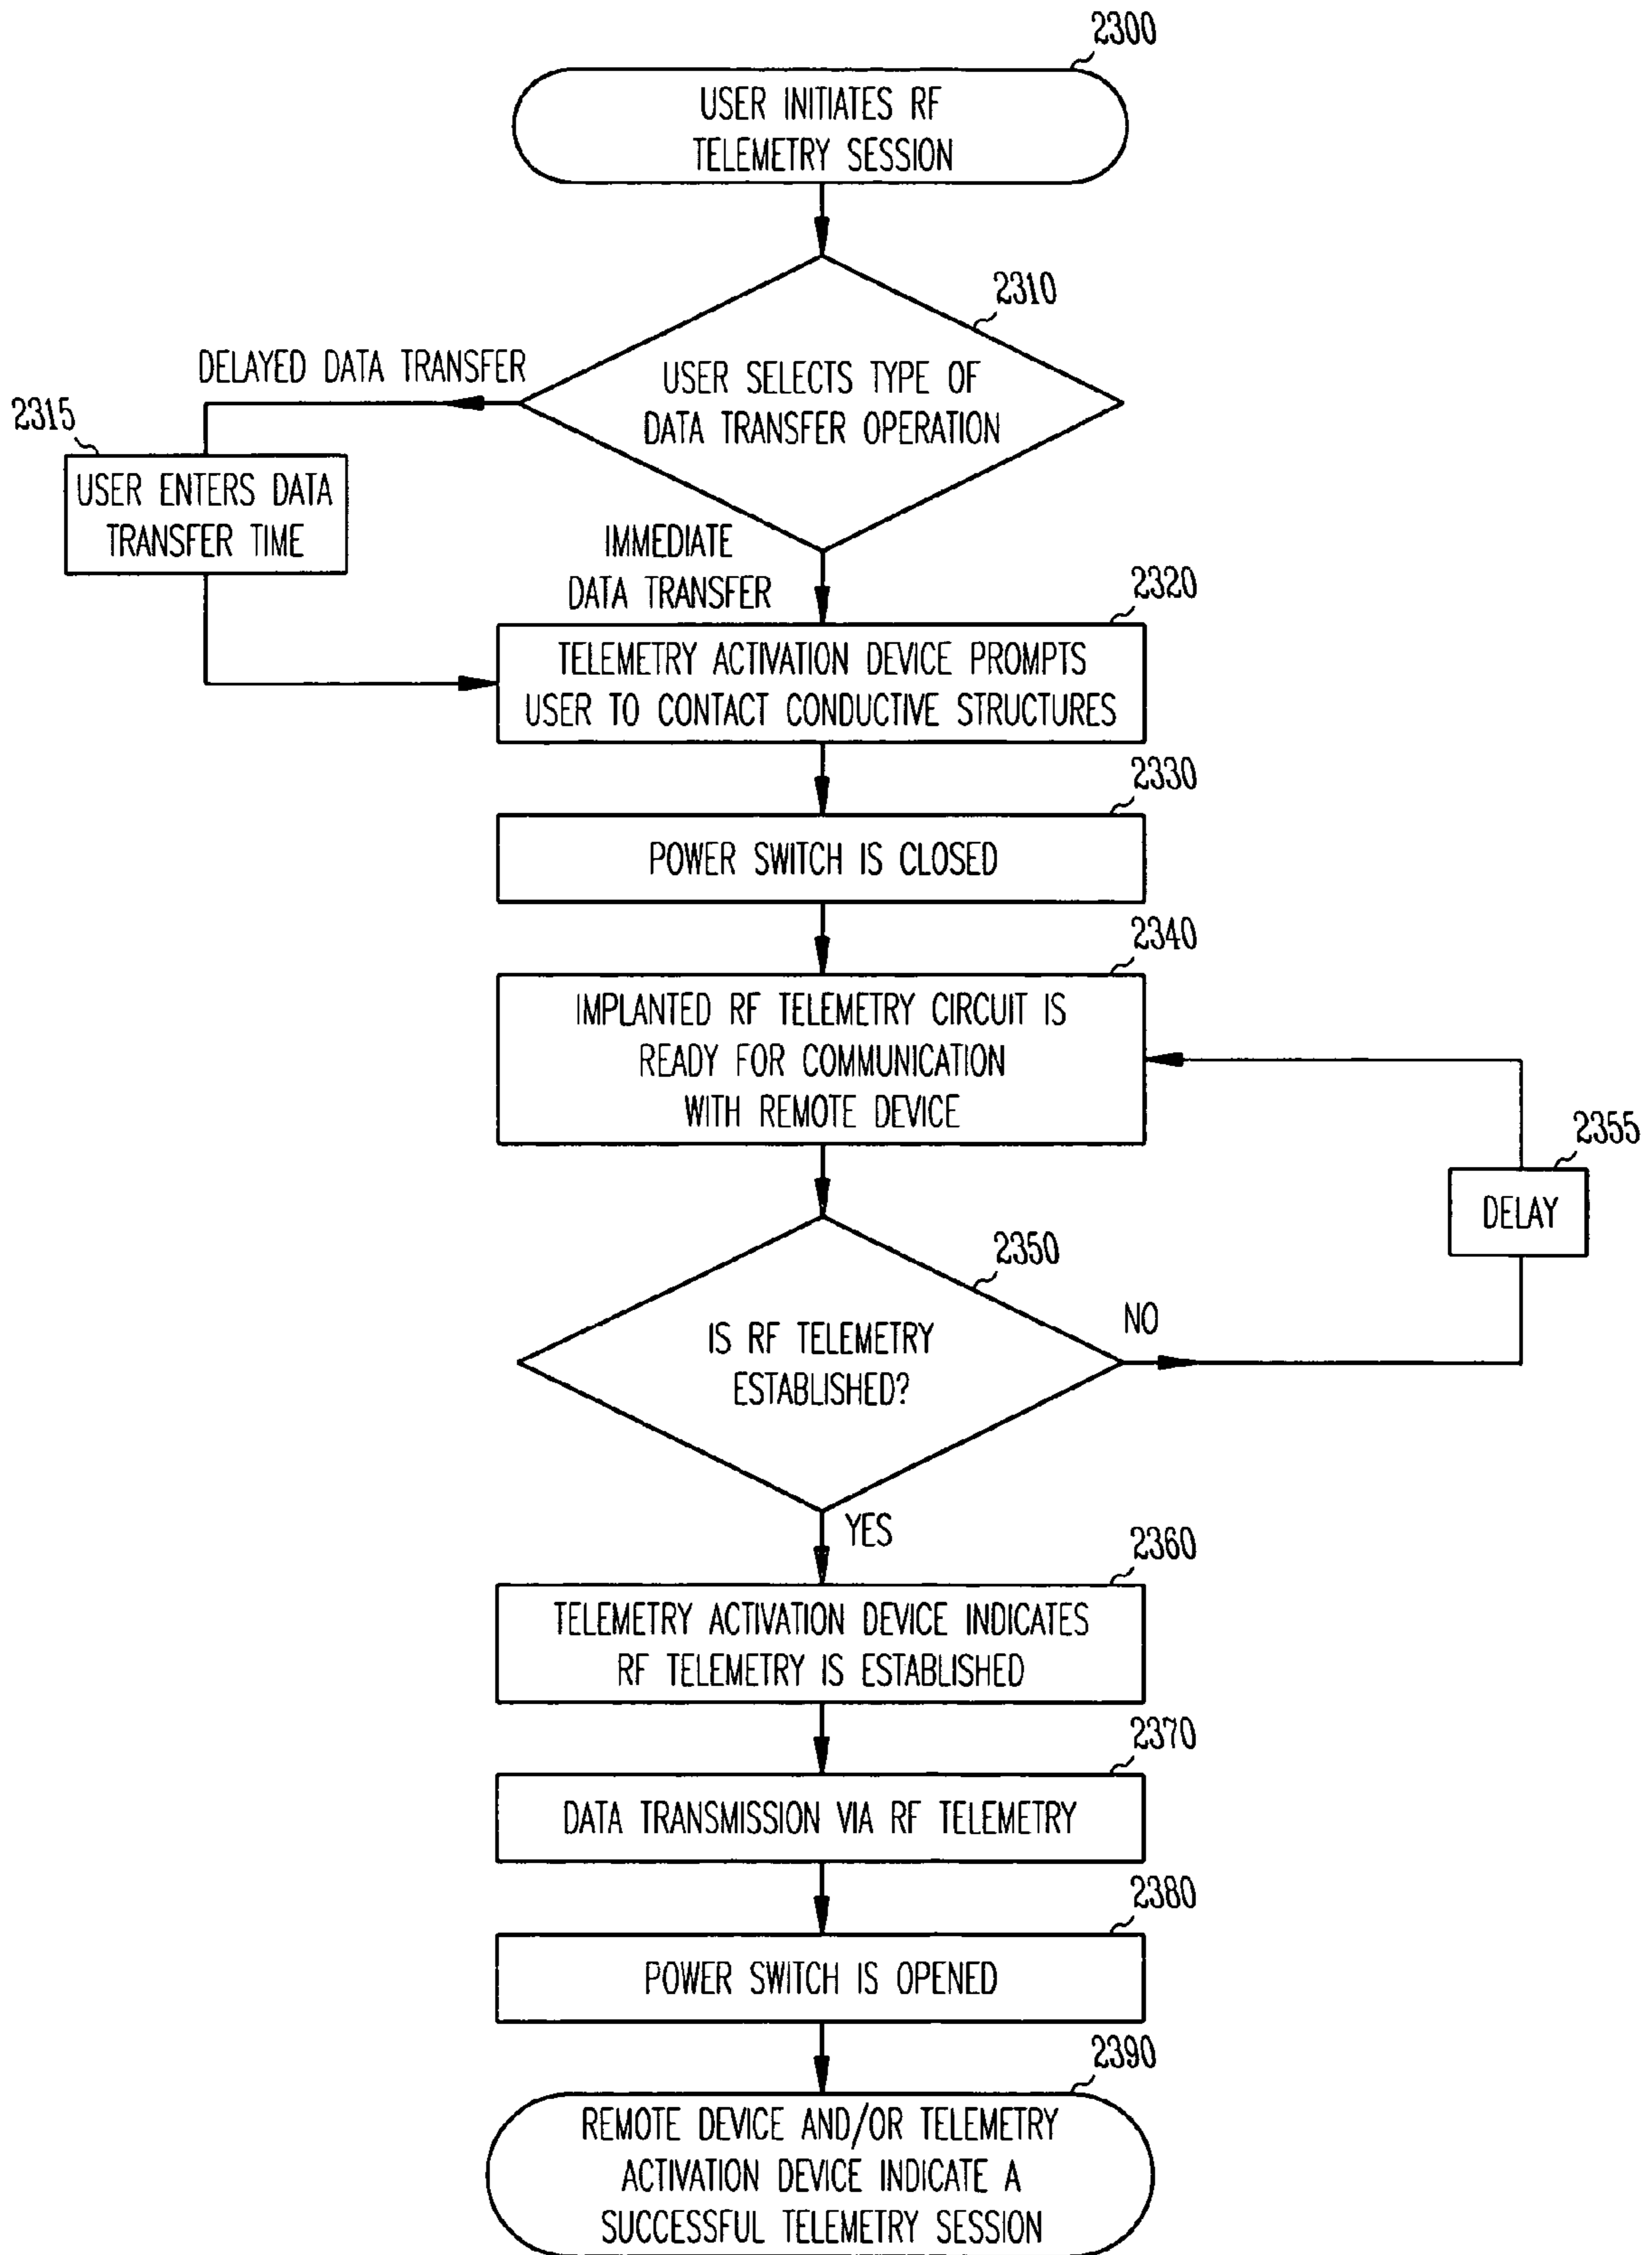 2300
USER INITIATES RF
TELEMETRY SESSION
2310
USER SELECTS TYPE OF
DATA TRANSFER OPERATION
DELAYED DATA TRANSFER
2315
USER ENTERS DATA
TRANSFER TIME
IMMEDIATE
DATA TRANSFER
2320
TELEMETRY ACTIVATION DEVICE PROMPTS
USER TO CONTACT CONDUCTIVE STRUCTURES
2330
POWER SWITCH IS CLOSED
2340
IMPLANTED RF TELEMETRY CIRCUIT IS
READY FOR COMMUNICATION
WITH REMOTE DEVICE
2355
DELAY
2350
IS RF TELEMETRY
ESTABLISHED?
NO
YES
2360
TELEMETRY ACTIVATION DEVICE INDICATES
RF TELEMETRY IS ESTABLISHED
2370
DATA TRANSMISSION VIA RF TELEMETRY
2380
POWER SWITCH IS OPENED
2390
REMOTE DEVICE AND/OR TELEMETRY
ACTIVATION DEVICE INDICATE A
SUCCESSFUL TELEMETRY SESSION